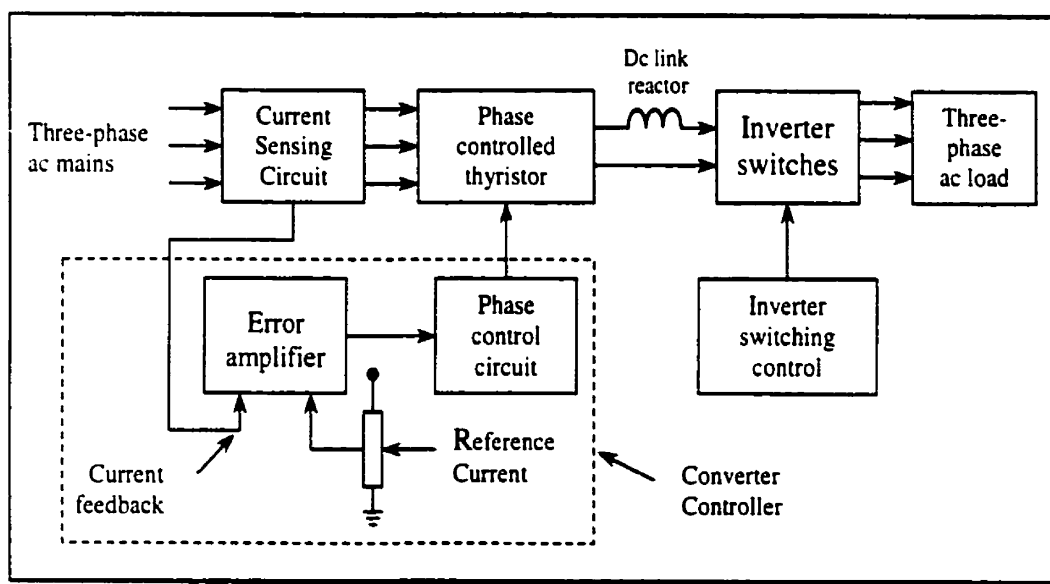 Dc link
reactor
Three-phase
ac mains
Current
Sensing
Circuit
Phase
controlled
thyristor
Inverter
switches
Three-
phase
ac load
Error
amplifier
Phase
control
circuit
Inverter
switching
control
Reference
Current
Current
feedback
Converter
Controller